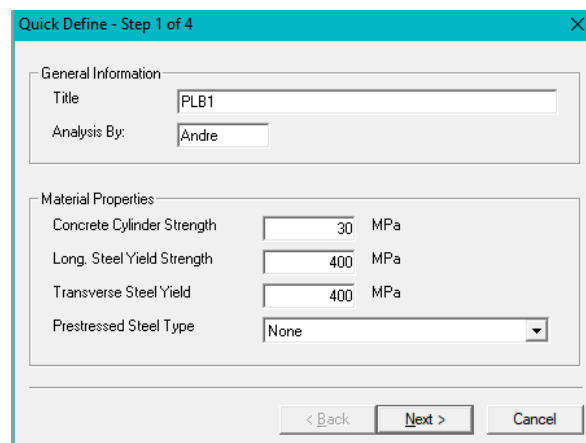 Quick Define - Step 1 of 4
General Information
Title PLB1
Analysis By: Andre
Material Properties
Concrete Cylinder Strength 30 MPa
Long. Steel Yield Strength 400 MPa
Transverse Steel Yield 400 MPa
Prestressed Steel Type None
< Back Next > Cancel